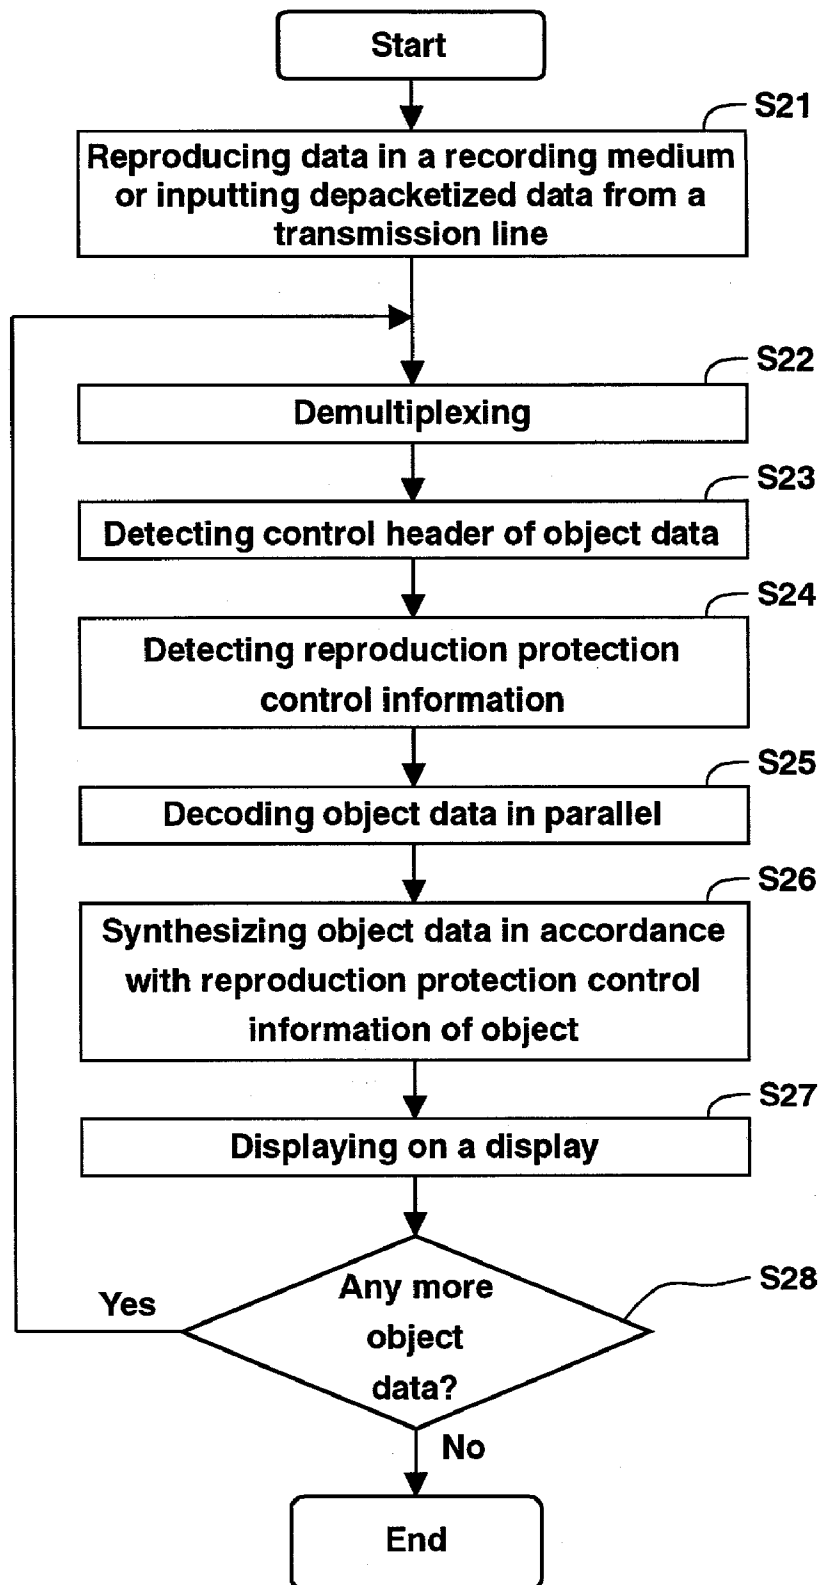 Start
S21
Reproducing data in a recording medium
or inputting depacketized data from a
transmission line
S22
Demultiplexing
S23
Detecting control header of object data
S24
Detecting reproduction protection
control information
S25
Decoding object data in parallel
S26
Synthesizing object data in accordance
with reproduction protection control
information of object
S27
Displaying on a display
S28
Any more
object
data?
Yes
No
End